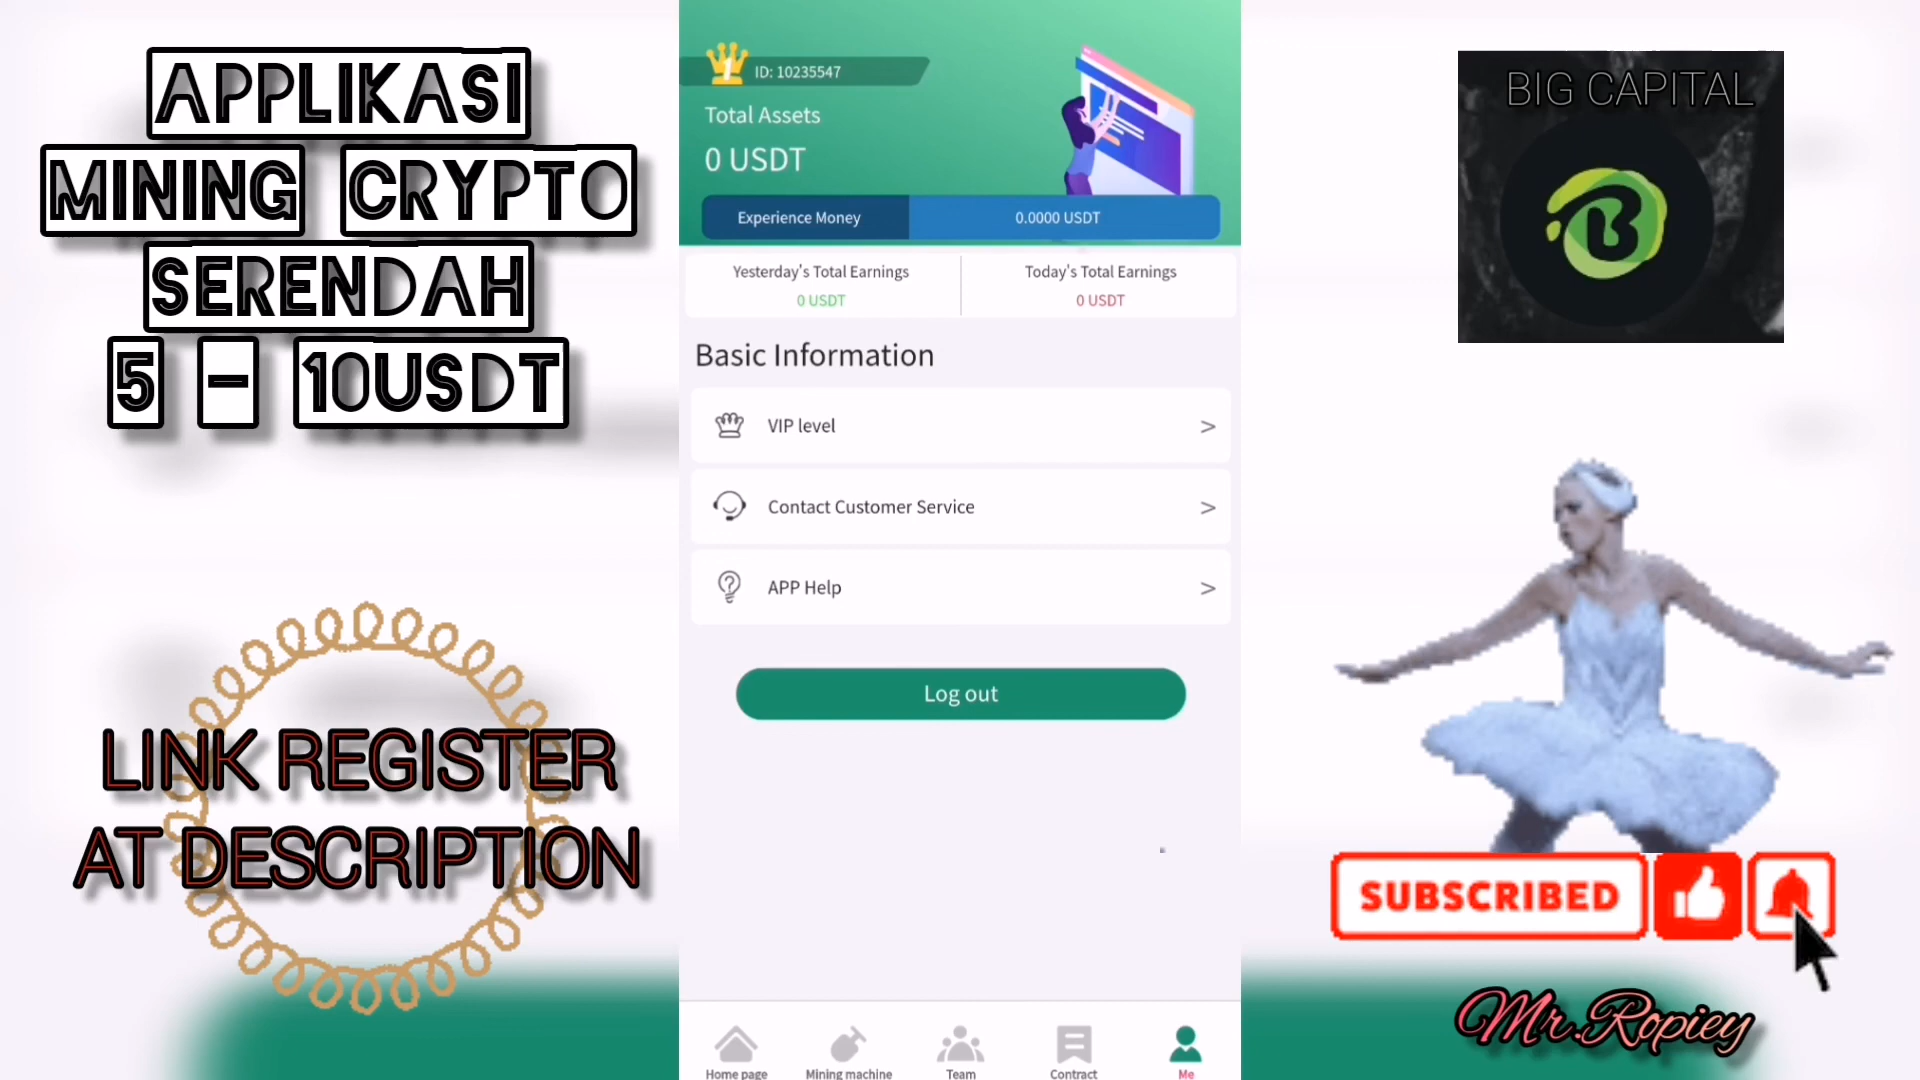 APPLIKASI
MINING CRYPTO
SERENDAH
5 - 10USDT
LINK REGISTER
AT DESCRIPTION
1 ID: 10235547
Total Assets
0 USDT
Experience Money 0.0000 USDT
Yesterday's Total Earnings Today's Total Earnings
0 USDT 0 USDT
Basic Information
VIP level >
Contact Customer Service >
APP Help >
Log out
Home page Mining machine Team Contract Me
BIG CAPITAL
B
SUBSCRIBED
Mr.Ropiey